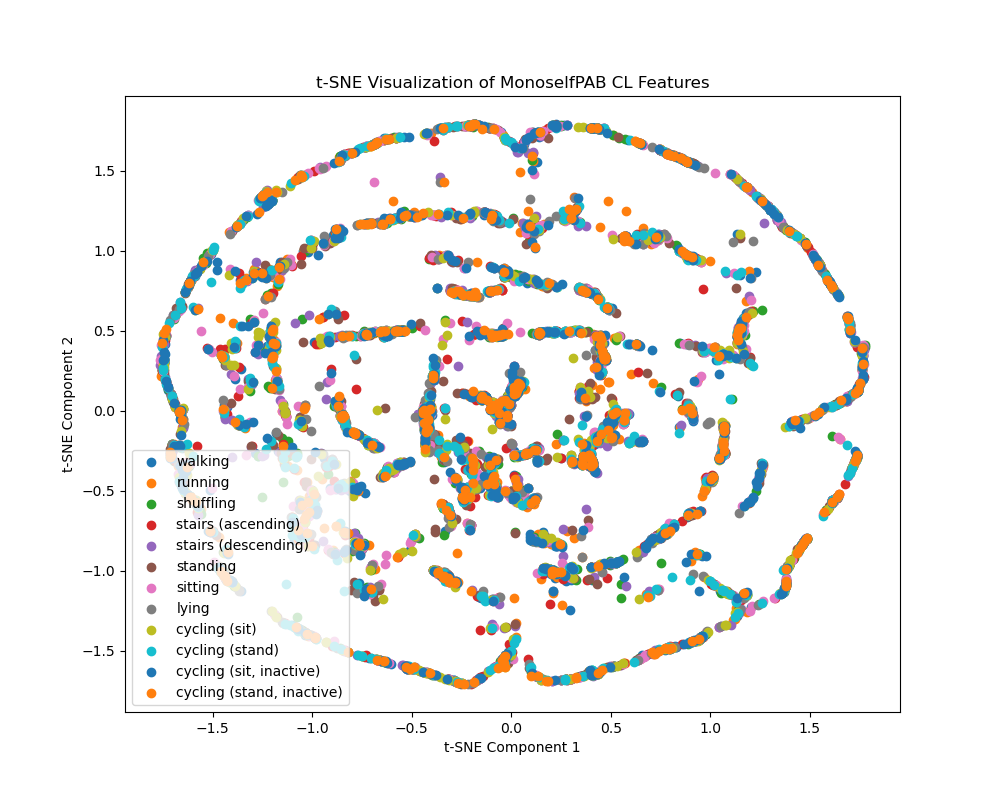 t-SNE Visualization of MonoselfPAB CL Features
t-SNE Component 2
1.5
1.0
0.5
0.0
−0.5
−1.0
−1.5
walking
running
shuffling
stairs (ascending)
stairs (descending)
standing
sitting
lying
cycling (sit)
cycling (stand)
cycling (sit, inactive)
cycling (stand, inactive)
−1.5 −1.0 −0.5 0.0 0.5 1.0 1.5
t-SNE Component 1